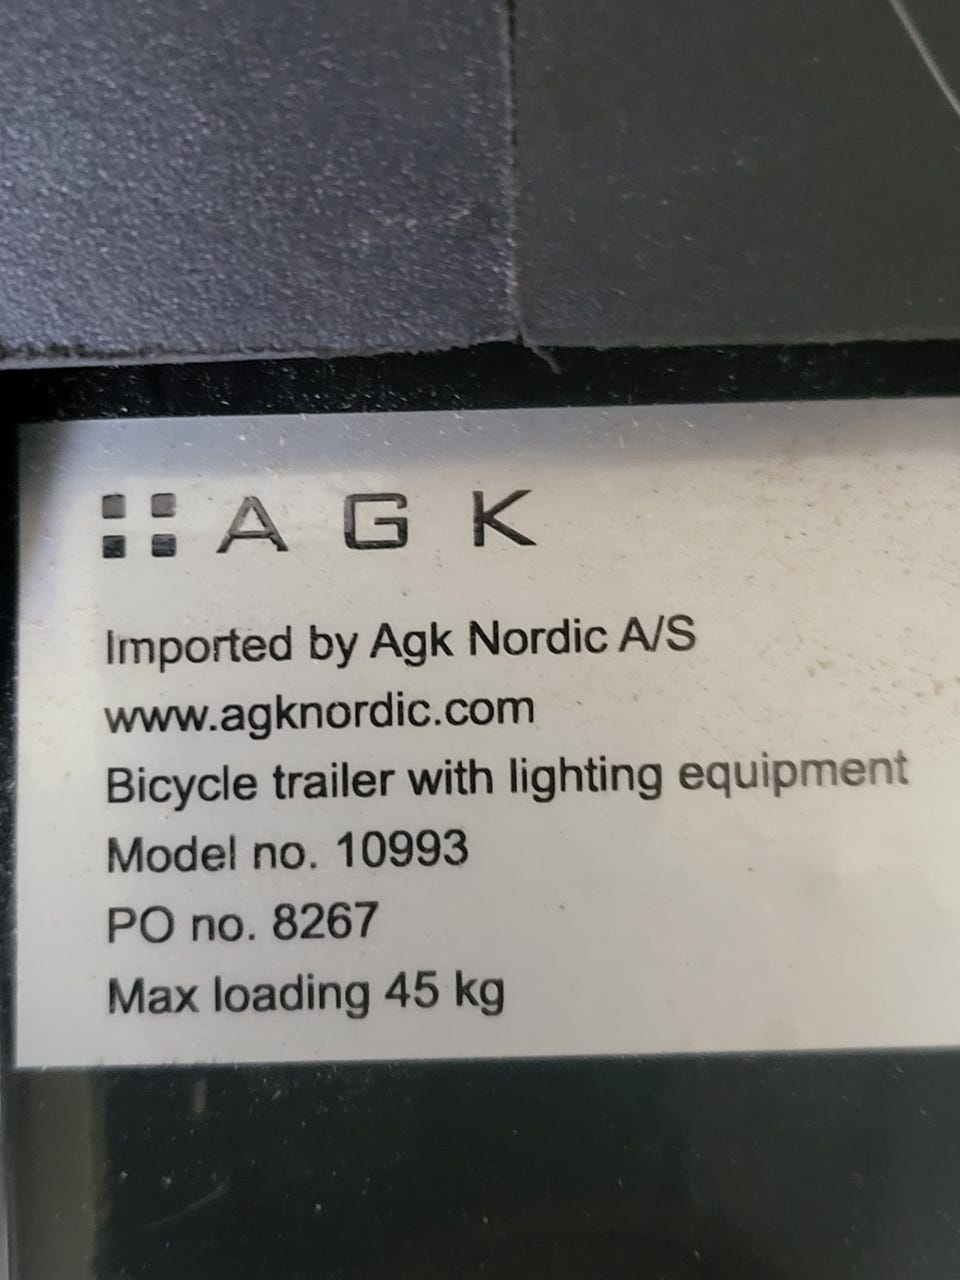 AGK
Imported by Agk Nordic A/S
www.agknordic.com
Bicycle trailer with lighting equipment
Model no. 10993
PO no. 8267
Max loading 45 kg